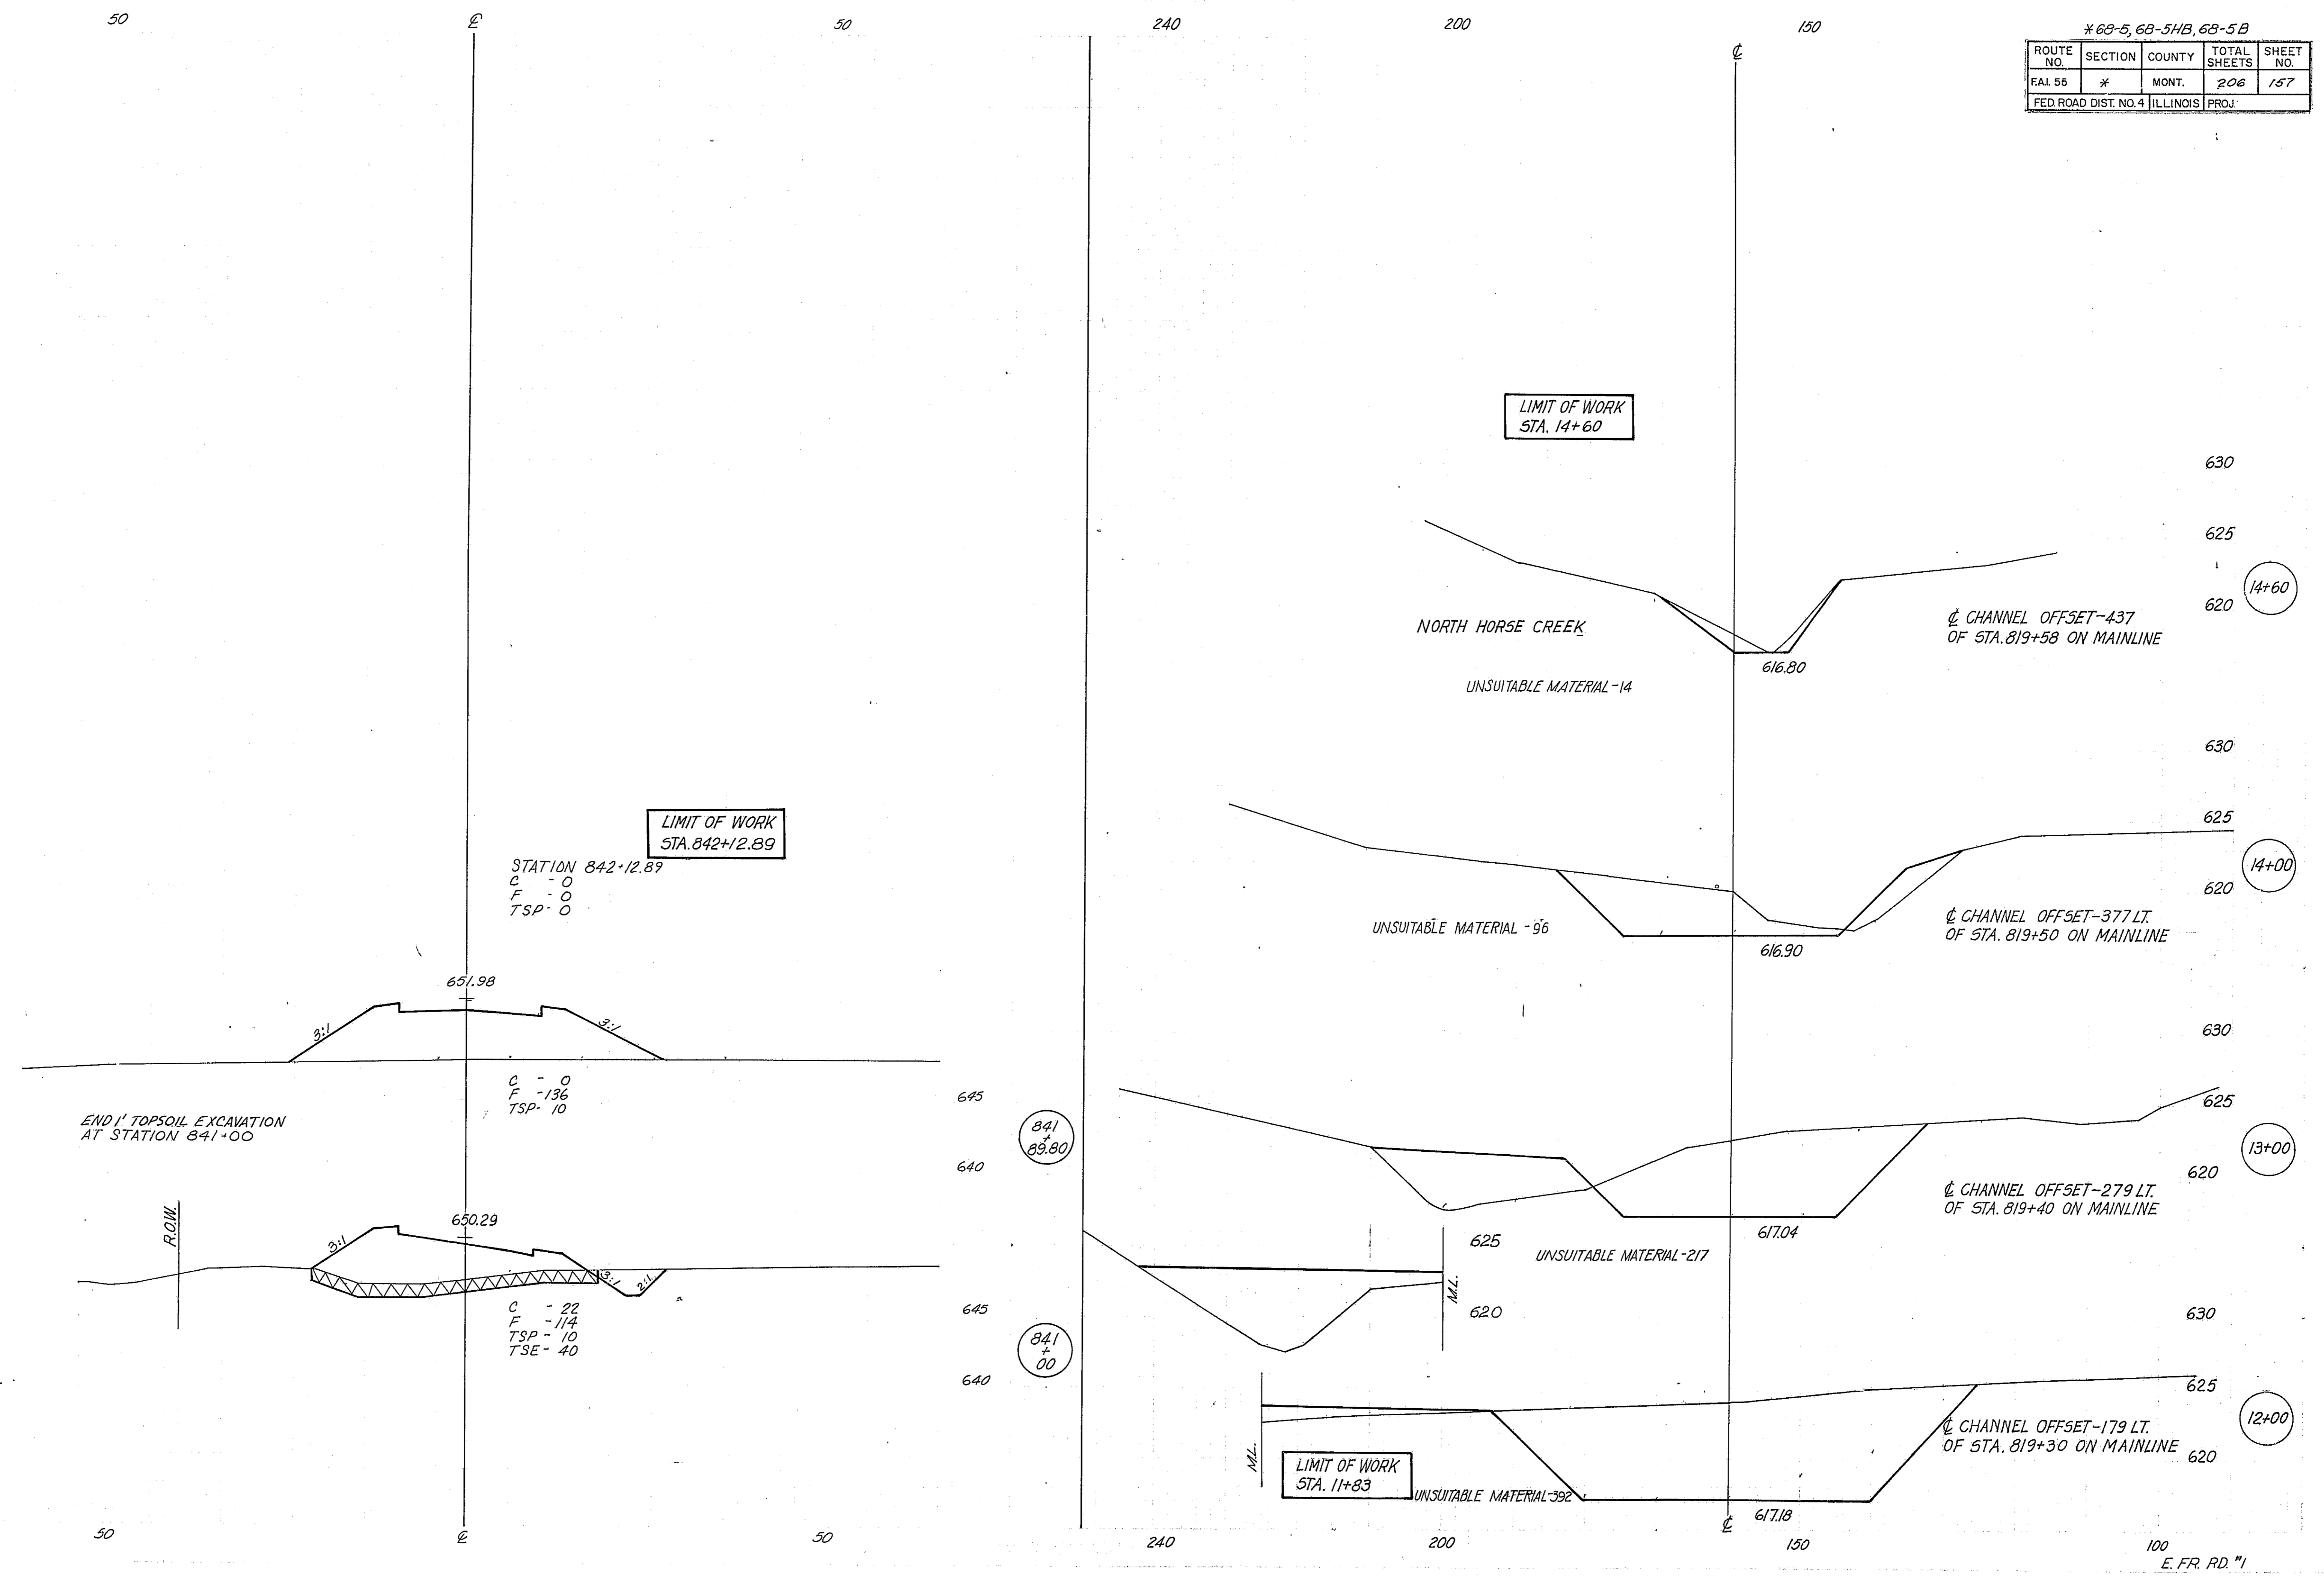 50
℄
50
240
200
150
℄
*68-5, 68-5HB, 68-5B
ROUTE NO. SECTION COUNTY TOTAL SHEETS SHEET NO.
F.A.I. 55 * MONT. 206 157
FED. ROAD DIST. NO. 4 ILLINOIS PROJ.
LIMIT OF WORK
STA. 842+12.89
STATION 842+12.89
C - 0
F - 0
TSP- 0
651.98
3:1
3:1
C - 0
F -136
TSP- 10
END 1' TOPSOIL EXCAVATION
AT STATION 841+00
645
640
841
+
89.80
R.O.W.
650.29
3:1
3:1
2:1
C - 22
F -114
TSP - 10
TSE - 40
645
640
841
+
00
50
℄
50
LIMIT OF WORK
STA. 14+60
630
625
620
14+60
NORTH HORSE CREEK
616.80
℄ CHANNEL OFFSET-437
OF STA. 819+58 ON MAINLINE
UNSUITABLE MATERIAL -14
630
625
620
14+00
UNSUITABLE MATERIAL -96
616.90
℄ CHANNEL OFFSET-377 LT.
OF STA. 819+50 ON MAINLINE
630
625
620
13+00
617.04
℄ CHANNEL OFFSET-279 LT.
OF STA. 819+40 ON MAINLINE
625
620
M.L.
UNSUITABLE MATERIAL -217
630
625
620
12+00
M.L.
LIMIT OF WORK
STA. 11+83
UNSUITABLE MATERIAL-392
617.18
℄ CHANNEL OFFSET-179 LT.
OF STA. 819+30 ON MAINLINE
240
200
℄
150
100
E. FR. RD. #1